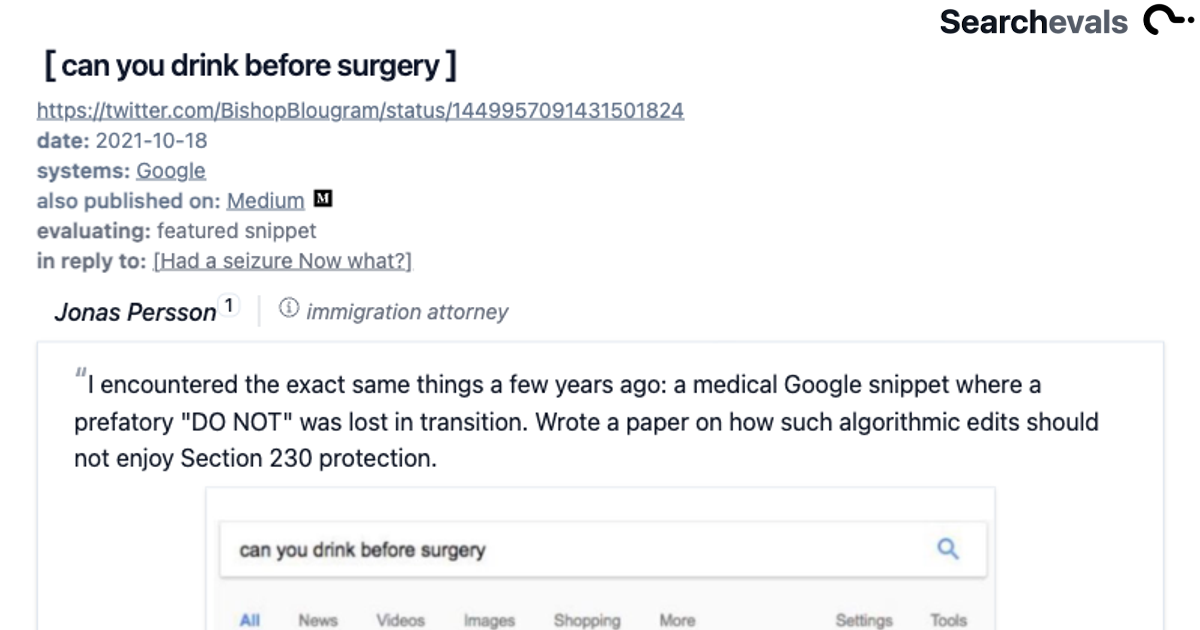 Searchevals
[ can you drink before surgery ]
https://twitter.com/BishopBlougram/status/1449957091431501824
date: 2021-10-18
systems: Google
also published on: Medium M
evaluating: featured snippet
in reply to: [Had a seizure Now what?]
Jonas Persson 1 immigration attorney
"I encountered the exact same things a few years ago: a medical Google snippet where a
prefatory "DO NOT" was lost in transition. Wrote a paper on how such algorithmic edits should
not enjoy Section 230 protection.
can you drink before surgery
All News Videos Images Shopping More Settings Tools